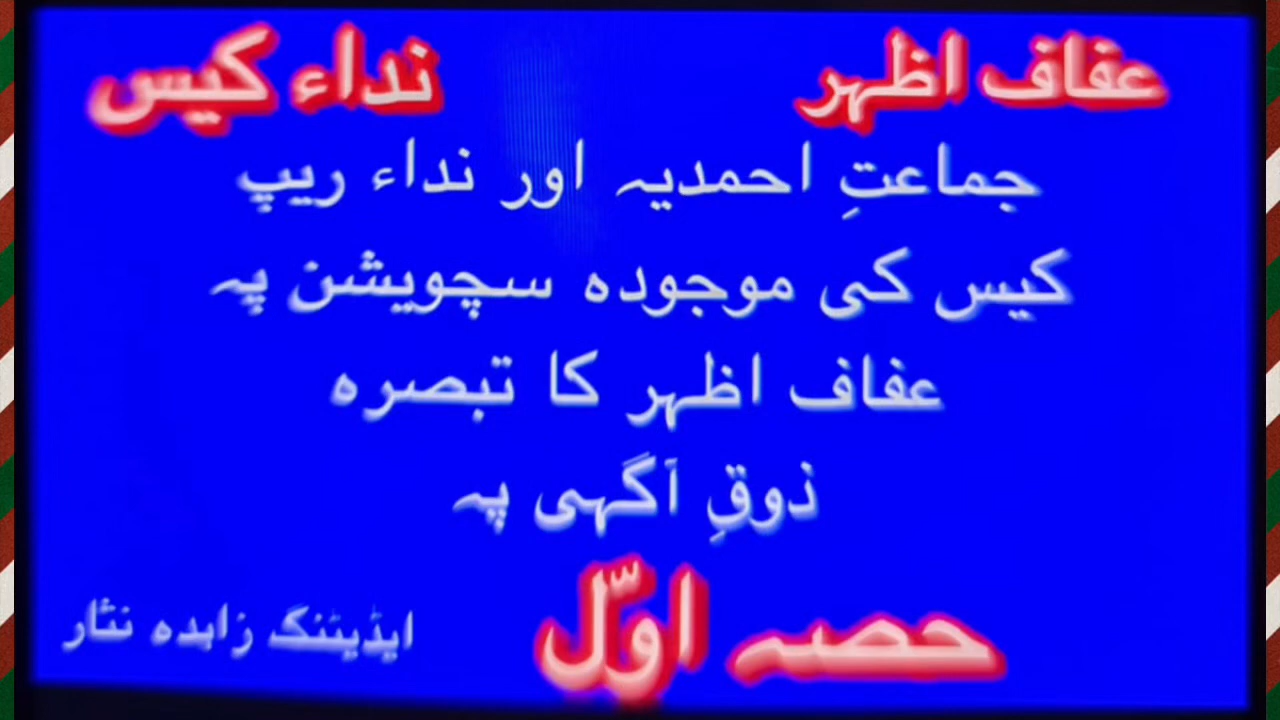 عفاف اظہر نداء کیس
جماعتِ احمدیہ اور نداء ریپ
کیس کی موجودہ سچویشن پہ
عفاف اظہر کا تبصرہ
ذوقِ آگہی پہ
حصہ اوّل
ایڈیٹنگ زاہدہ نثار